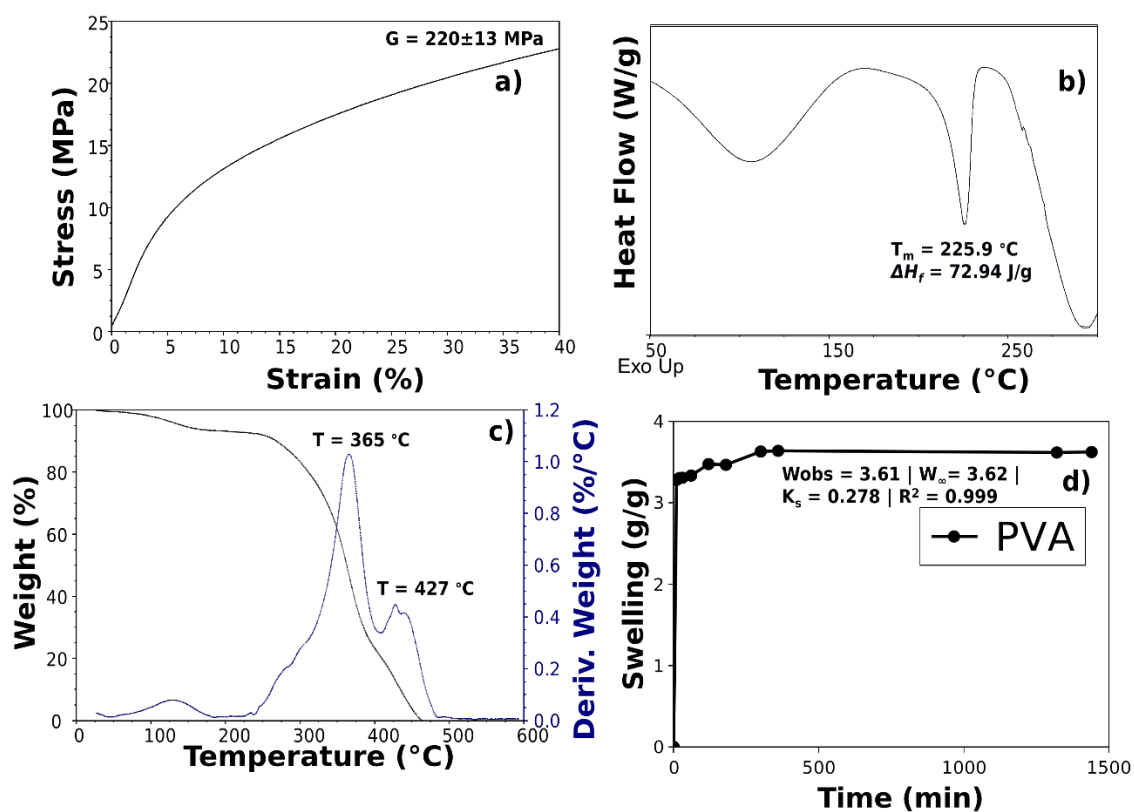 25
20
15
10
5
0
Stress (MPa)
G = 220±13 MPa
a)
0 5 10 15 20 25 30 35 40
Strain (%)
Heat Flow (W/g)
b)
Tₘ = 225.9 °C
ΔH_f = 72.94 J/g
50 150 250
Exo Up
Temperature (°C)
100
80
60
40
20
0
Weight (%)
c)
T = 365 °C
T = 427 °C
1.2
1.0
0.8
0.6
0.4
0.2
0.0
Deriv. Weight (%/°C)
0 100 200 300 400 500 600
Temperature (°C)
4
3
2
1
0
Swelling (g/g)
Wobs = 3.61 | W∞= 3.62 |
Kₛ = 0.278 | R² = 0.999
d)
PVA
0 500 1000 1500
Time (min)